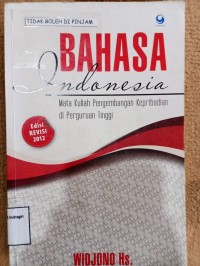 TIDAK BOLEH DI PINJAM
BAHASA
Indonesia
Mata Kuliah Pengembangan Kepribadian
di Perguruan Tinggi
Edisi
REVISI
2012
WIDJONO Hs.